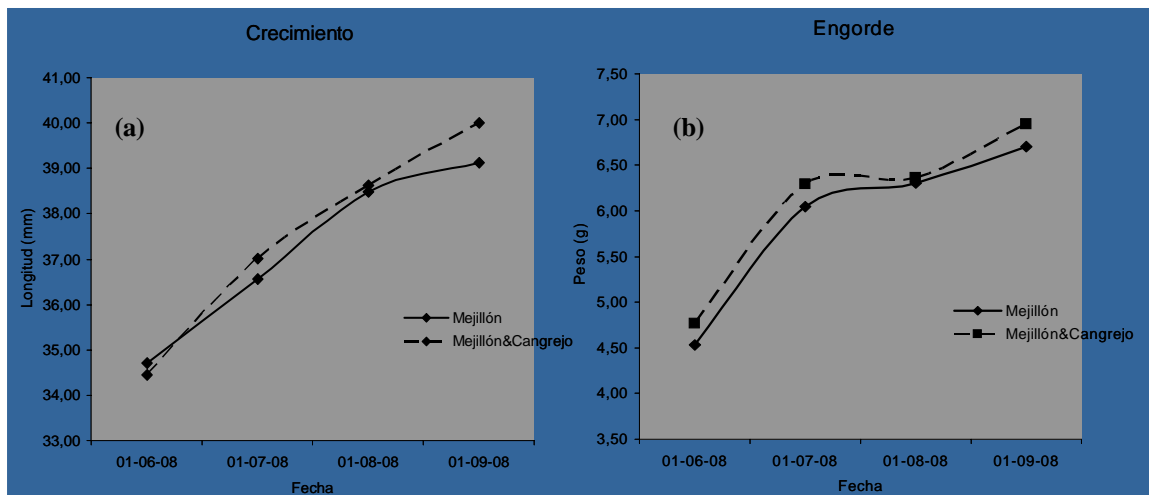 Crecimiento
41,00
40,00
39,00
38,00
37,00
36,00
35,00
34,00
33,00
Longitud (mm)
(a)
Mejillón
Mejillón&Cangrejo
01-06-08
01-07-08
01-08-08
01-09-08
Fecha
Engorde
7,50
7,00
6,50
6,00
5,50
5,00
4,50
4,00
3,50
Peso (g)
(b)
Mejillón
Mejillón&Cangrejo
01-06-08
01-07-08
01-08-08
01-09-08
Fecha